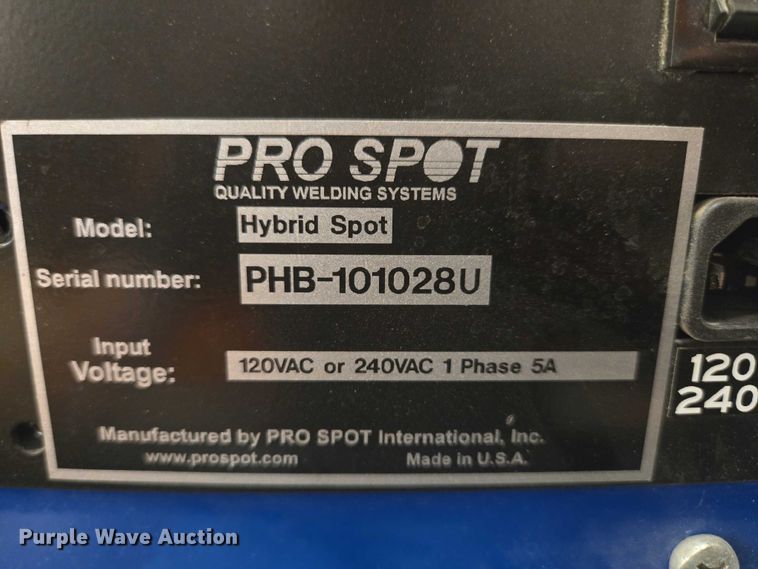 PRO SPOT
QUALITY WELDING SYSTEMS
Model: Hybrid Spot
Serial number: PHB-101028U
Input
Voltage: 120VAC or 240VAC 1 Phase 5A
Manufactured by PRO SPOT International, Inc.
www.prospot.com Made in U.S.A.
120
240
Purple Wave Auction